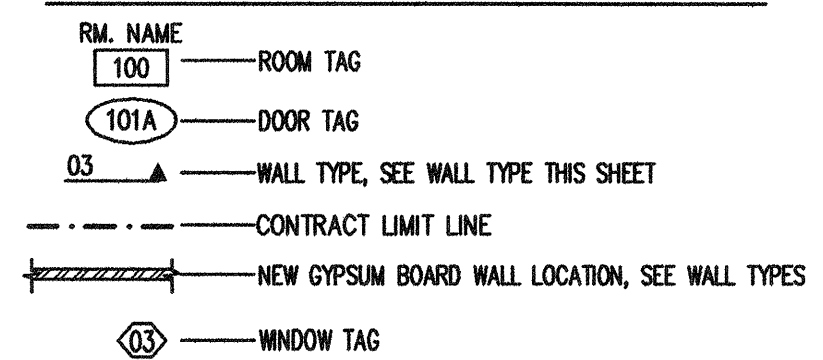 RM. NAME
100 ROOM TAG
101A DOOR TAG
03 WALL TYPE, SEE WALL TYPE THIS SHEET
CONTRACT LIMIT LINE
NEW GYPSUM BOARD WALL LOCATION, SEE WALL TYPES
03 WINDOW TAG